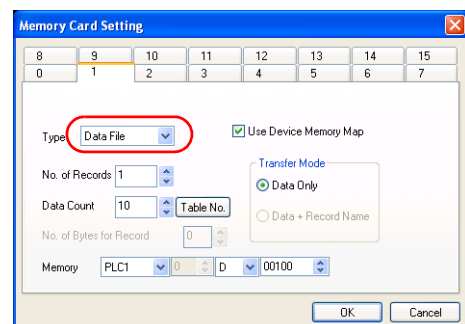 Memory Card Setting
8 9 10 11 12 13 14 15
0 1 2 3 4 5 6 7
Type Data File Use Device Memory Map
No. of Records 1 Transfer Mode
Data Only
Data Count 10 Table No.
Data + Record Name
No. of Bytes for Record 0
Memory PLC1 0 D 00100
OK Cancel